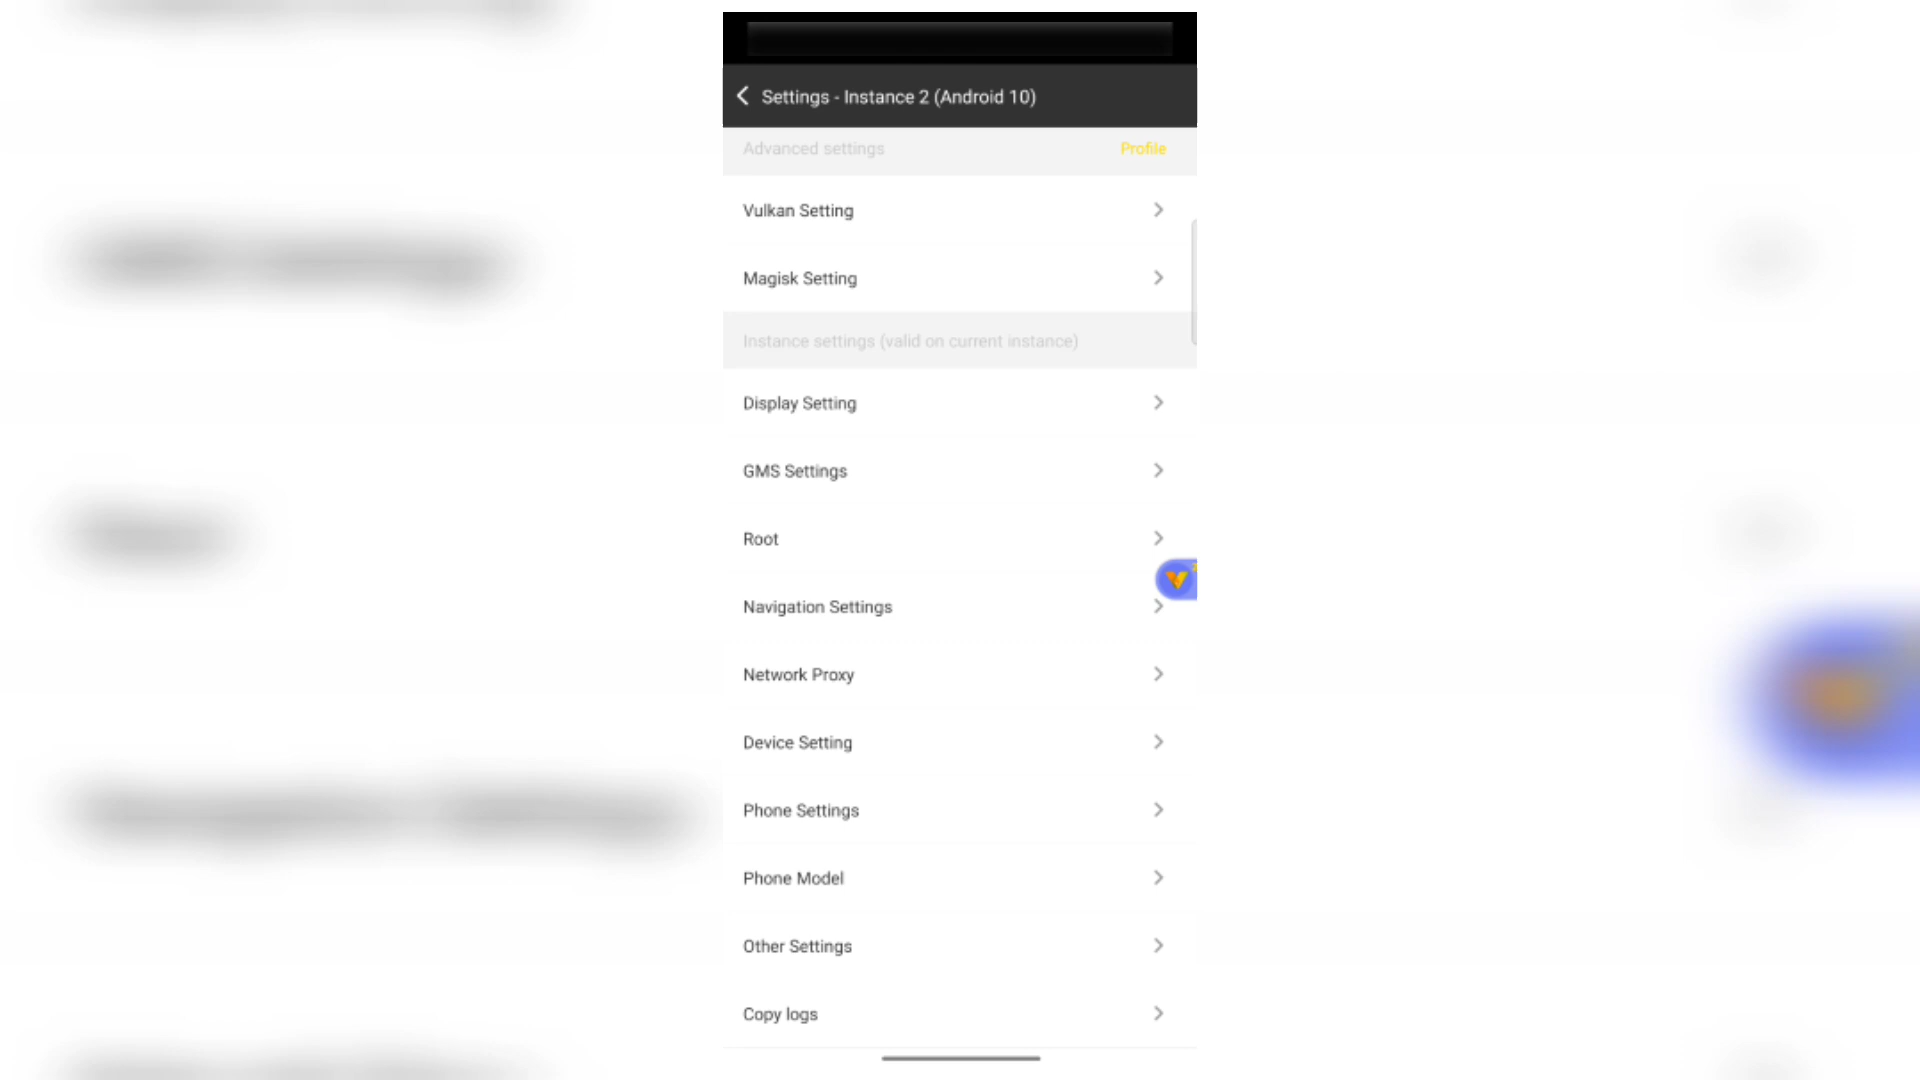 Settings - Instance 2 (Android 10)
Advanced settings Profile
Vulkan Setting
Magisk Setting
Instance settings (valid on current instance)
Display Setting
GMS Settings
Root
Navigation Settings
Network Proxy
Device Setting
Phone Settings
Phone Model
Other Settings
Copy logs